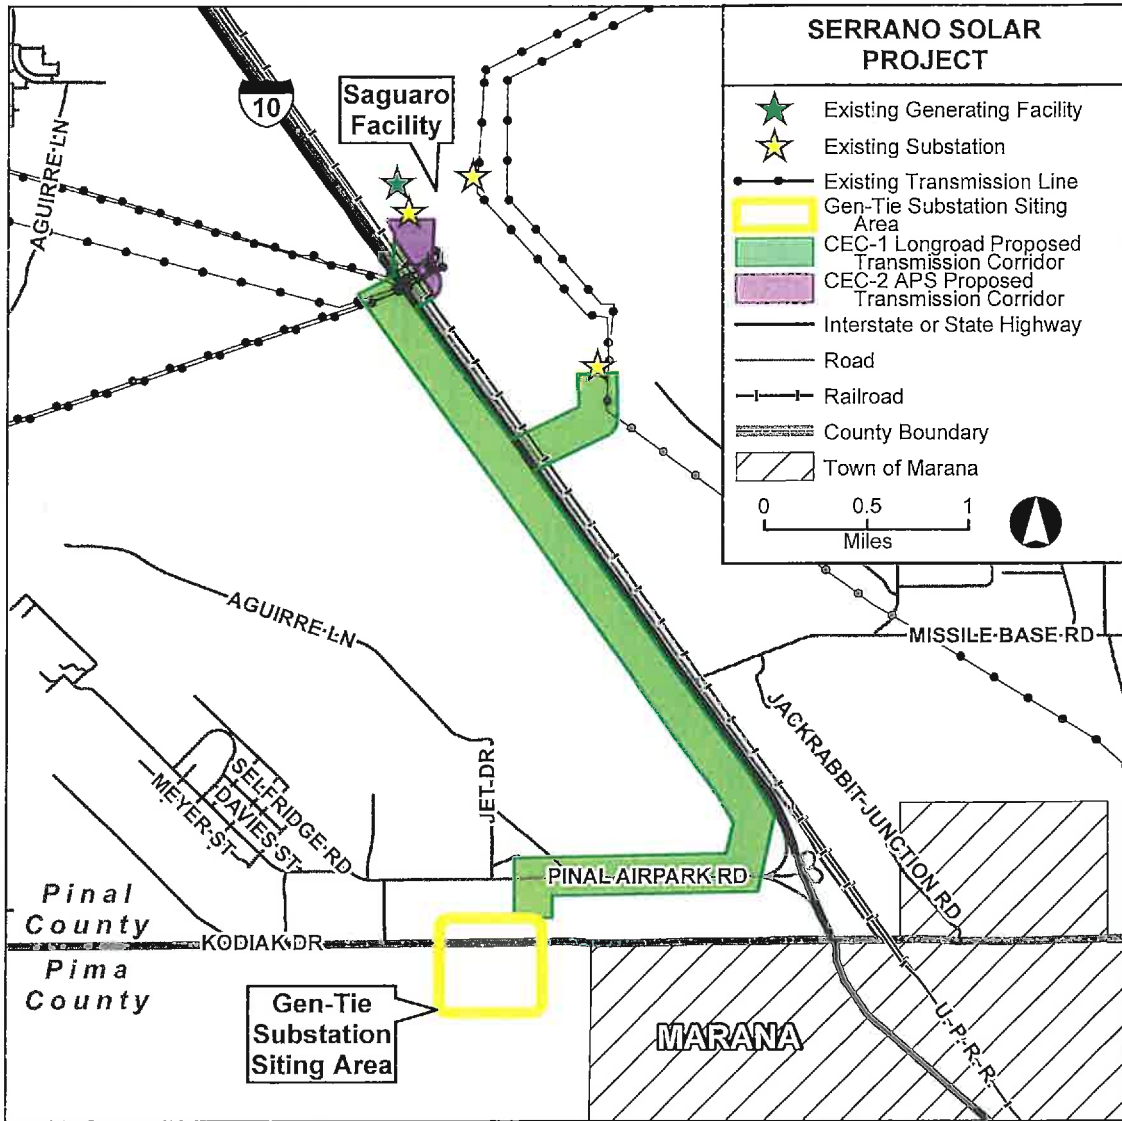 SERRANO SOLAR
PROJECT
Existing Generating Facility
Existing Substation
Existing Transmission Line
Gen-Tie Substation Siting
Area
CEC-1 Longroad Proposed
Transmission Corridor
CEC-2 APS Proposed
Transmission Corridor
Interstate or State Highway
Road
Railroad
County Boundary
Town of Marana
0 0.5 1
Miles
10
Saguaro
Facility
AGUIRRE LN
AGUIRRE LN
MISSILE BASE RD
JACKRABBIT JUNCTION RD
JET DR
SELFRIDGE RD
DAVIES ST
MEYER ST
PINAL AIRPARK RD
Pinal
County
KODIAK DR
Pima
County
Gen-Tie
Substation
Siting Area
MARANA
U.P.R.R.